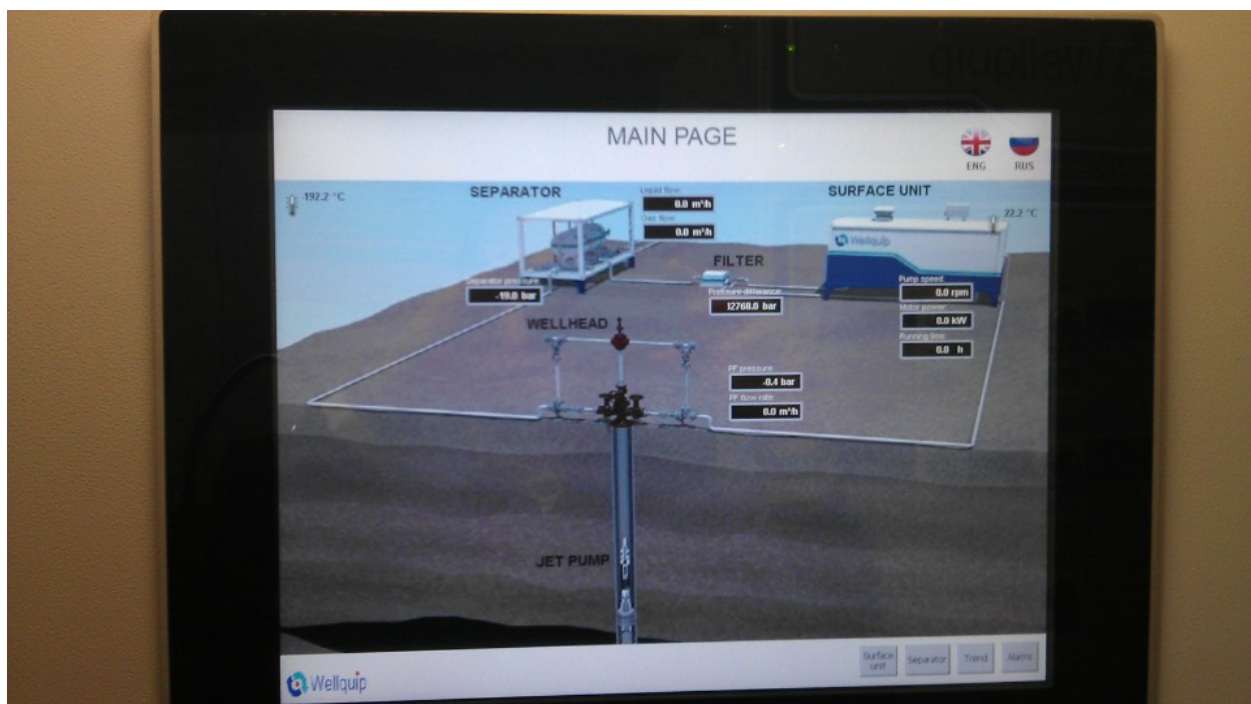 MAIN PAGE
ENG
RUS
192.2 °C
SEPARATOR
Liquid flow:
0.0 m³/h
Gas flow:
0.0 m³/h
SURFACE UNIT
22.2 °C
Wellquip
FILTER
Separator pressure:
-19.0 bar
Pressure difference:
12768.0 bar
Pump speed:
0.0 rpm
Motor power:
0.0 kW
Running time:
0.0 h
WELLHEAD
PF pressure:
-0.4 bar
PF flow rate:
0.0 m³/h
JET PUMP
Wellquip
Surface unit
Separator
Trend
Alarms